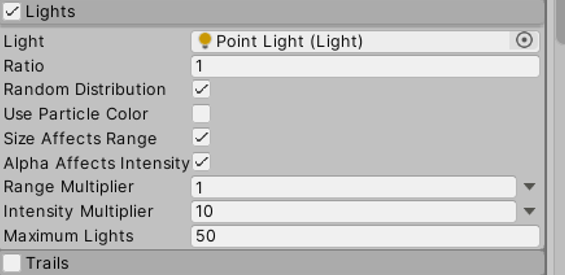 Lights
Light Point Light (Light)
Ratio 1
Random Distribution
Use Particle Color
Size Affects Range
Alpha Affects Intensity
Range Multiplier 1
Intensity Multiplier 10
Maximum Lights 50
Trails